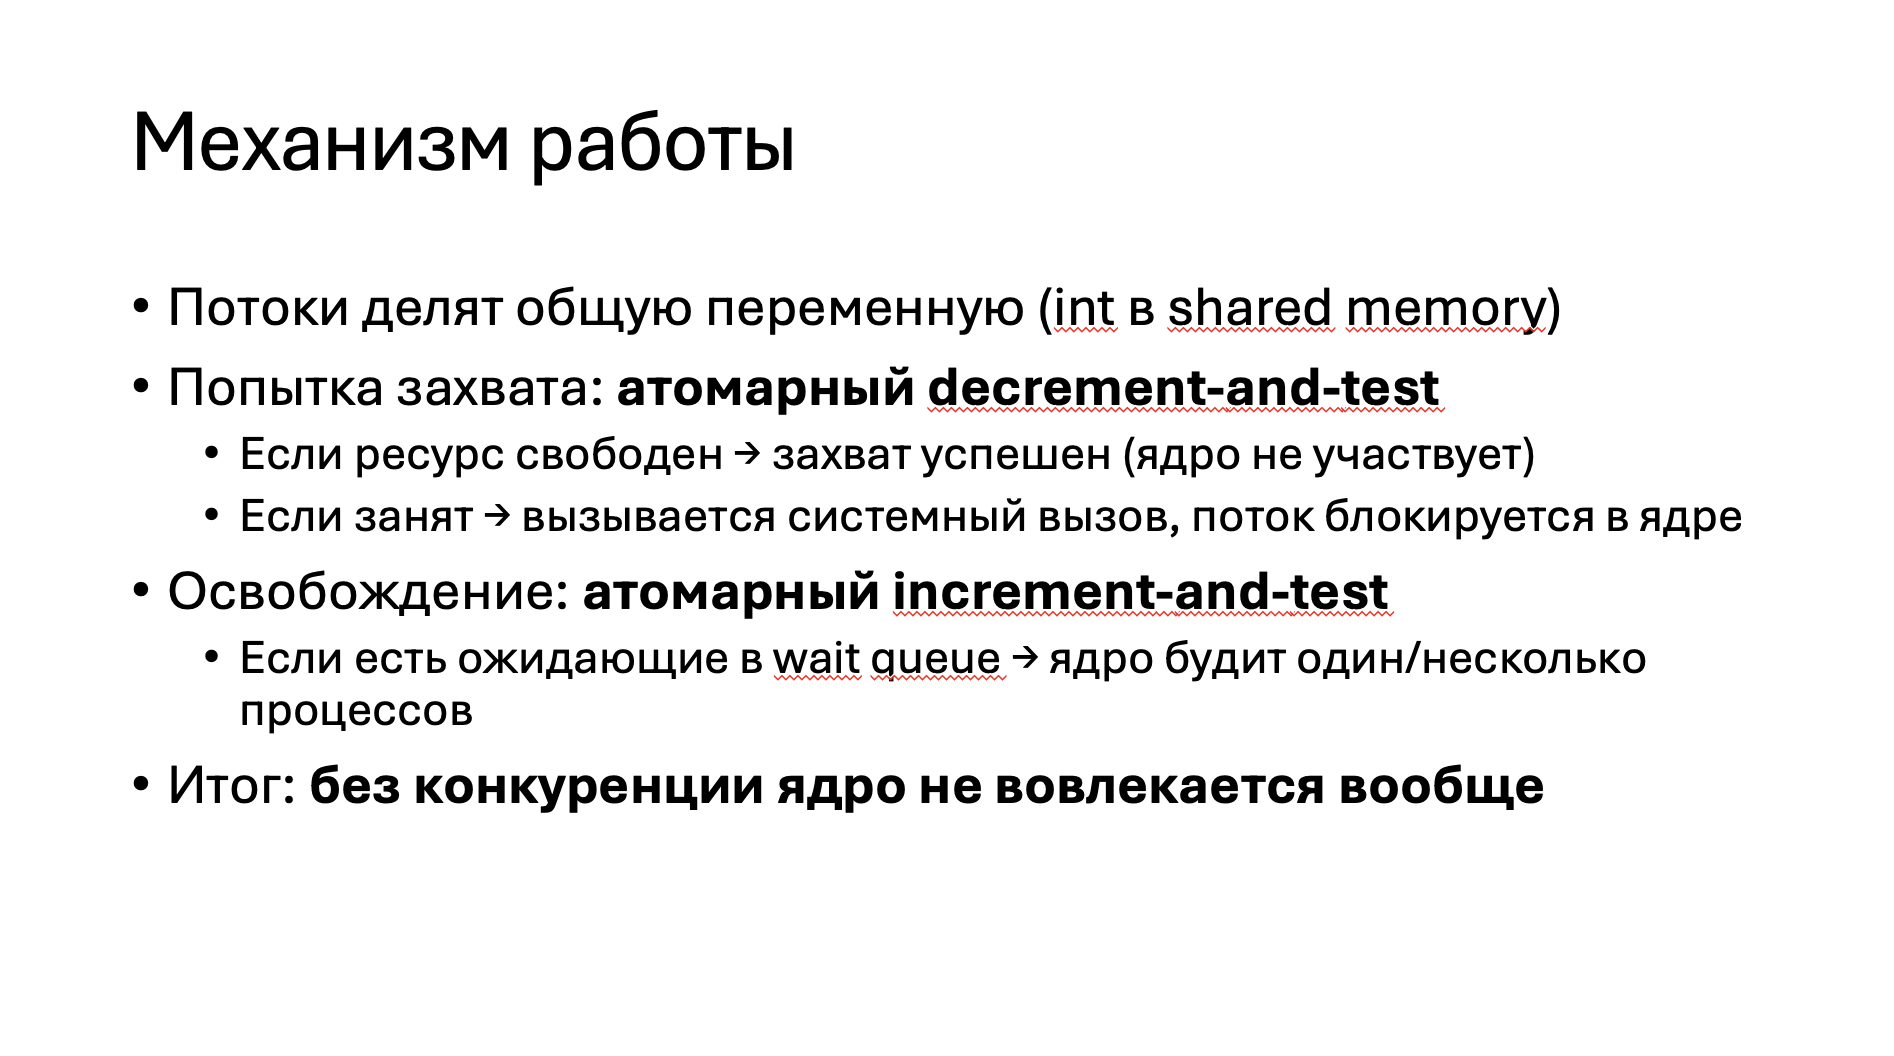 Механизм работы
• Потоки делят общую переменную (int в shared memory)
• Попытка захвата: атомарный decrement-and-test
• Если ресурс свободен → захват успешен (ядро не участвует)
• Если занят → вызывается системный вызов, поток блокируется в ядре
• Освобождение: атомарный increment-and-test
• Если есть ожидающие в wait queue → ядро будит один/несколько
процессов
• Итог: без конкуренции ядро не вовлекается вообще